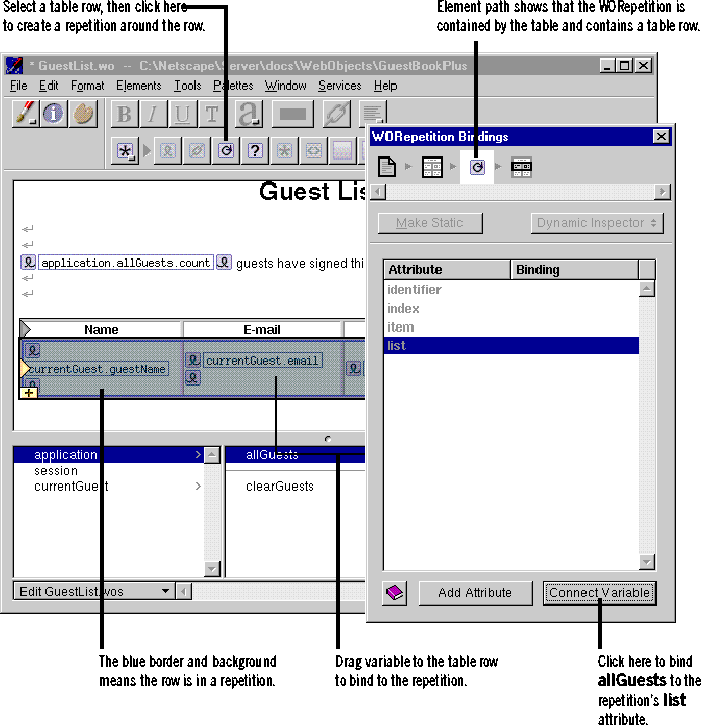 Select a table row, then click here
to create a repetition around the row.
Element path shows that the WORepetition is
contained by the table and contains a table row.
* GuestList.wo -- C:\Netscape\Server\docs\WebObjects\GuestBookPlus
File Edit Format Elements Tools Palettes Window Services Help
B I U T a
WORepetition Bindings
Guest Lis
Make Static Dynamic Inspector
application.allGuests.count guests have signed thi
Attribute Binding
identifier
index
item
list
Name E-mail
currentGuest.guestName currentGuest.email
application > allGuests
session
currentGuest > clearGuests
Edit GuestList.wos
Add Attribute Connect Variable
The blue border and background
means the row is in a repetition.
Drag variable to the table row
to bind to the repetition.
Click here to bind
allGuests to the
repetition's list
attribute.